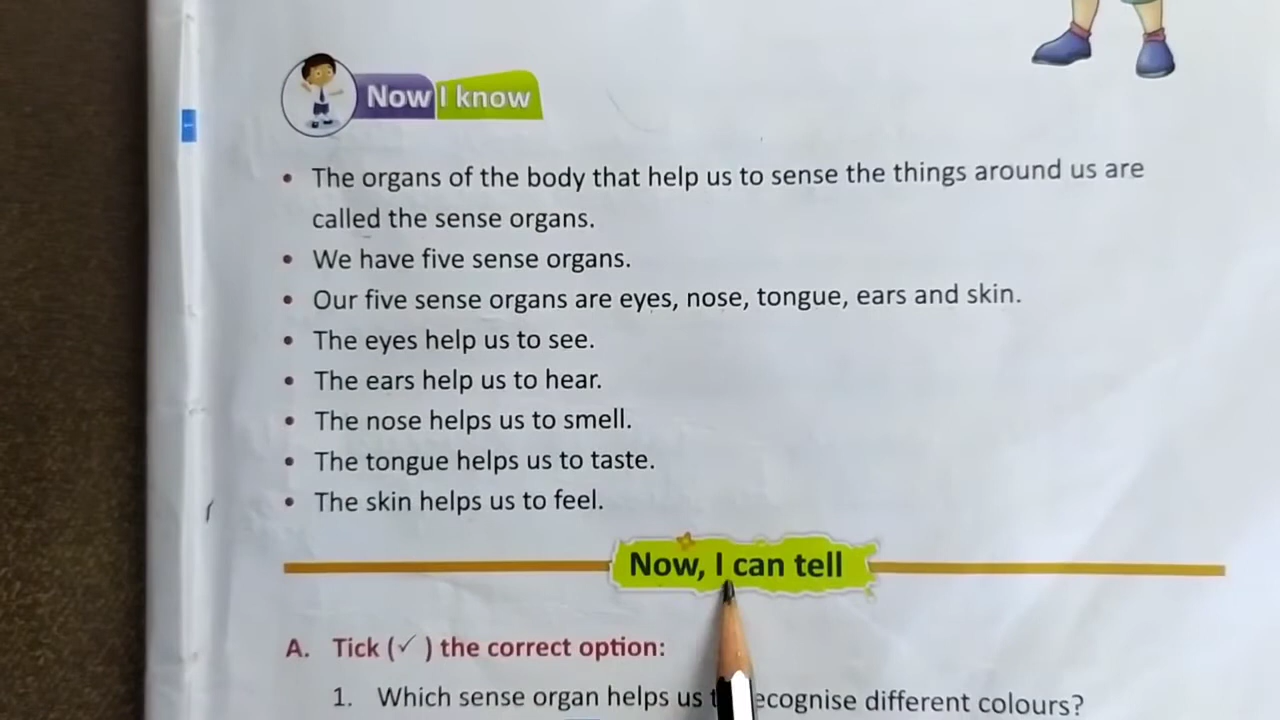 Now I know
• The organs of the body that help us to sense the things around us are
called the sense organs.
• We have five sense organs.
• Our five sense organs are eyes, nose, tongue, ears and skin.
• The eyes help us to see.
• The ears help us to hear.
• The nose helps us to smell.
• The tongue helps us to taste.
• The skin helps us to feel.
Now, I can tell
A. Tick (✓) the correct option:
1. Which sense organ helps us different colours?